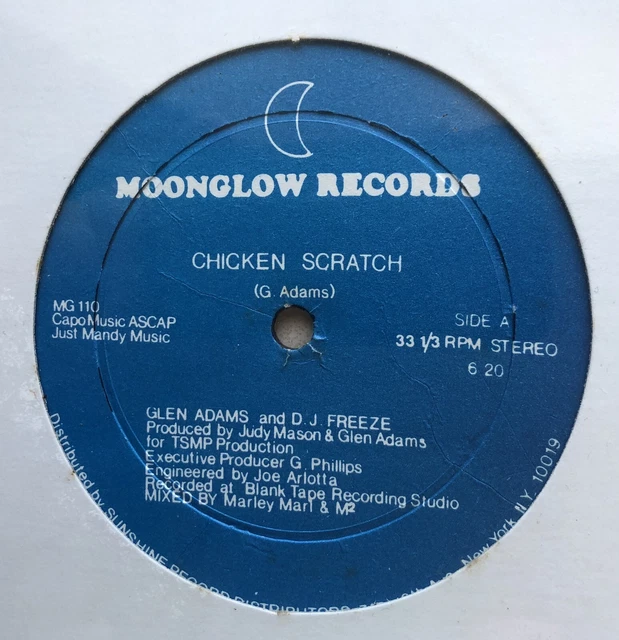 MOONGLOW RECORDS
CHICKEN SCRATCH
(G. Adams)
MG 110
Capo Music ASCAP
Just Mandy Music
SIDE A
33 1/3 RPM STEREO
6 20
GLEN ADAMS and D.J. FREEZE
Produced by Judy Mason & Glen Adams
for TSMP Production
Executive Producer G. Phillips
Engineered by Joe Arlotta
Recorded at Blank Tape Recording Studio
MIXED BY Marley Marl & M²
Distributed by SUNSHINE RECORD DISTRIBUTORS New York, N.Y. 10019